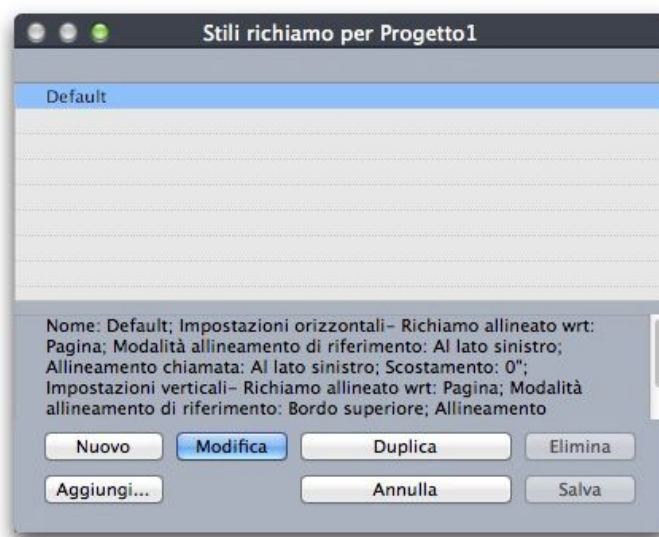 Stili richiamo per Progetto1
Default
Nome: Default; Impostazioni orizzontali– Richiamo allineato wrt:
Pagina; Modalità allineamento di riferimento: Al lato sinistro;
Allineamento chiamata: Al lato sinistro; Scostamento: 0";
Impostazioni verticali– Richiamo allineato wrt: Pagina; Modalità
allineamento di riferimento: Bordo superiore; Allineamento
Nuovo Modifica Duplica Elimina
Aggiungi... Annulla Salva